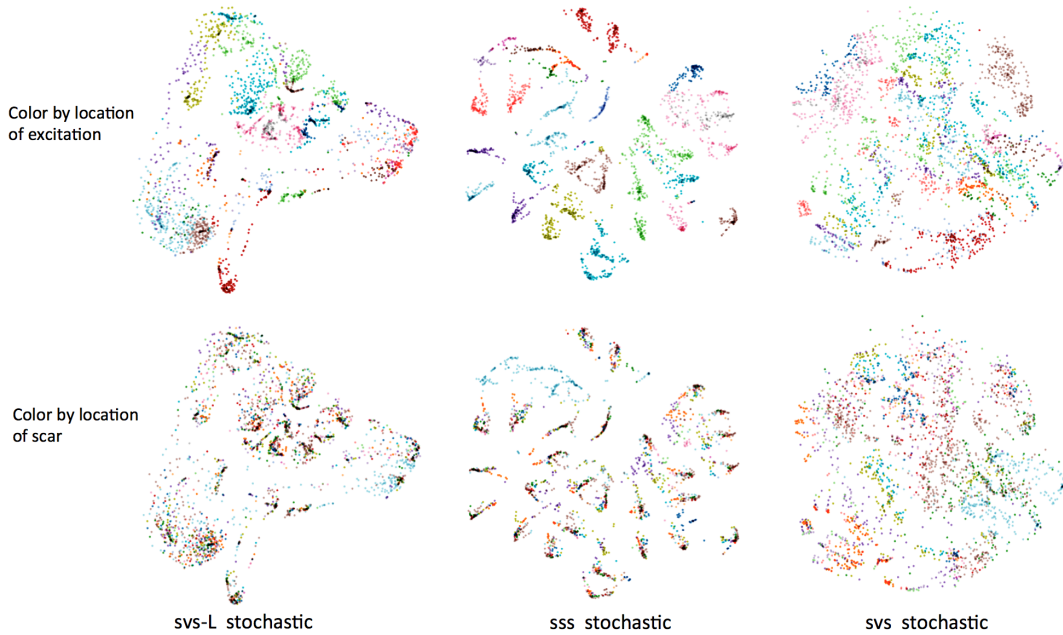 Color by location
of excitation
Color by location
of scar
svs-L stochastic
sss stochastic
svs stochastic